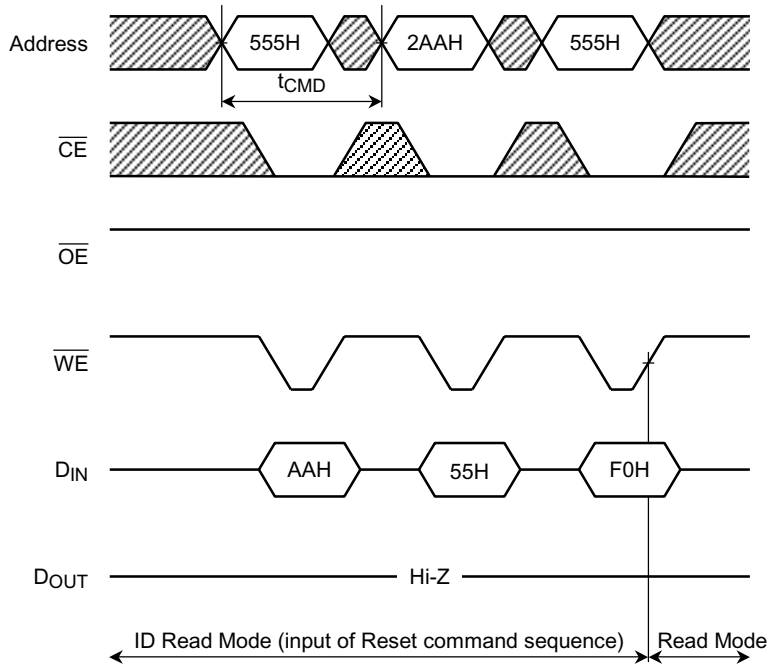 Address 555H 2AAH 555H
tCMD
CE
OE
WE
DIN AAH 55H F0H
DOUT Hi-Z
ID Read Mode (input of Reset command sequence) Read Mode